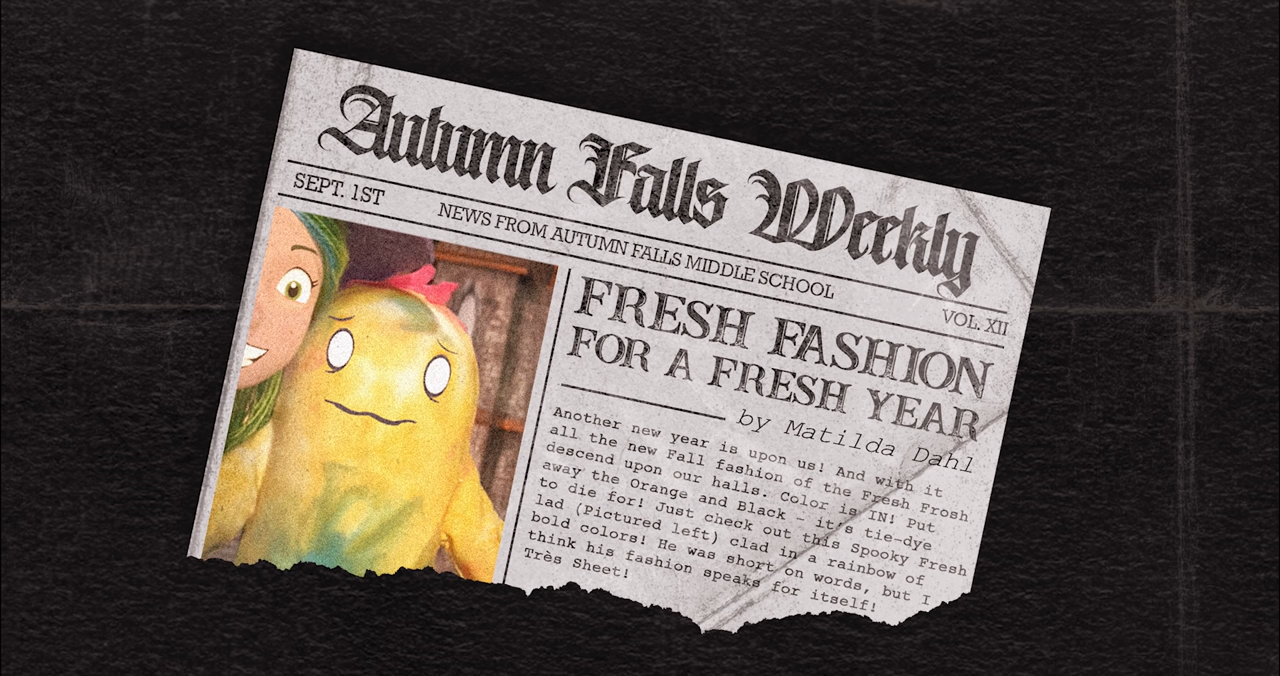 Autumn Falls Weekly
SEPT. 1ST
NEWS FROM AUTUMN FALLS MIDDLE SCHOOL
VOL. XII
FRESH FASHION
FOR A FRESH YEAR
by Matilda Dahl
Another new year is upon us! And with it
all the new Fall fashion of the Fresh Frosh
descend upon our halls. Color is IN! Put
away the Orange and Black - it's tie-dye
to die for! Just check out this Spooky Fresh
lad (Pictured left) clad in a rainbow of
bold colors! He was short on words, but I
think his fashion speaks for itself!
Très Sheet!